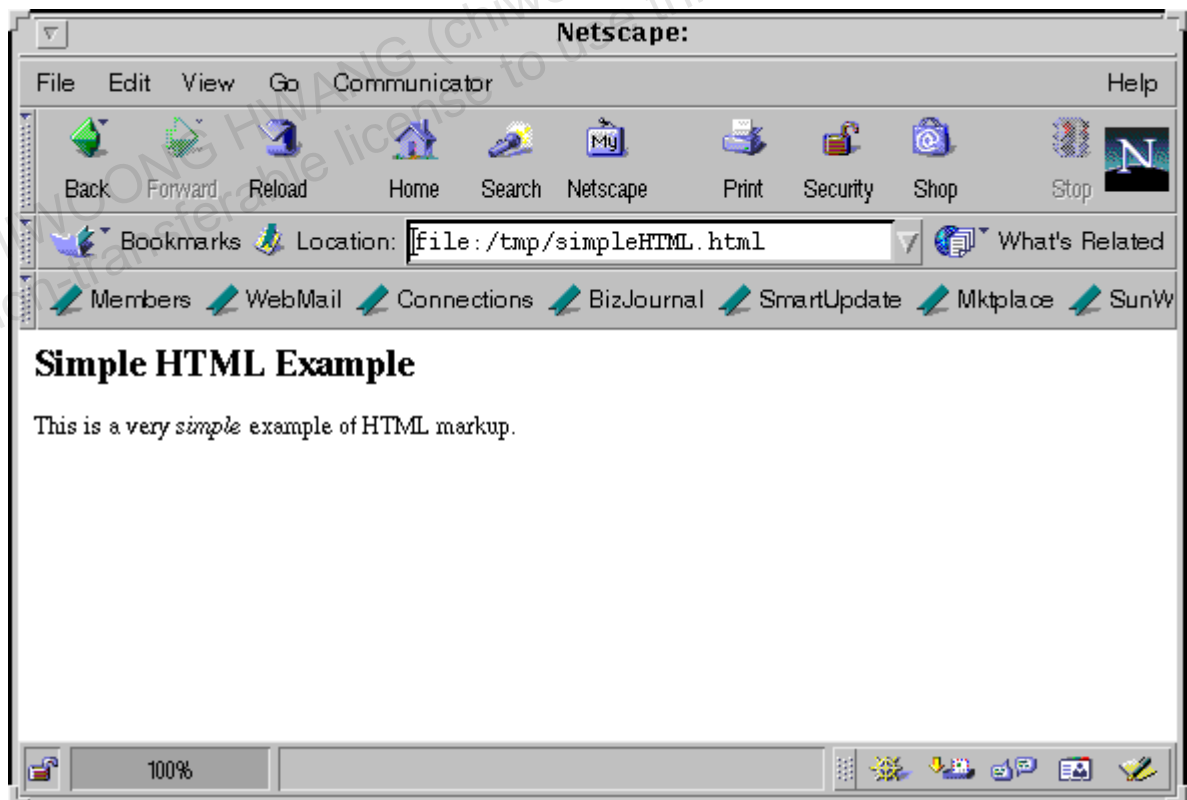 Netscape:
File Edit View Go Communicator Help
Back Forward Reload Home Search My Netscape Print Security Shop Stop N
Bookmarks Location: file:/tmp/simpleHTML.html What's Related
Members WebMail Connections BizJournal SmartUpdate Mktplace SunW
Simple HTML Example
This is a very simple example of HTML markup.
100%